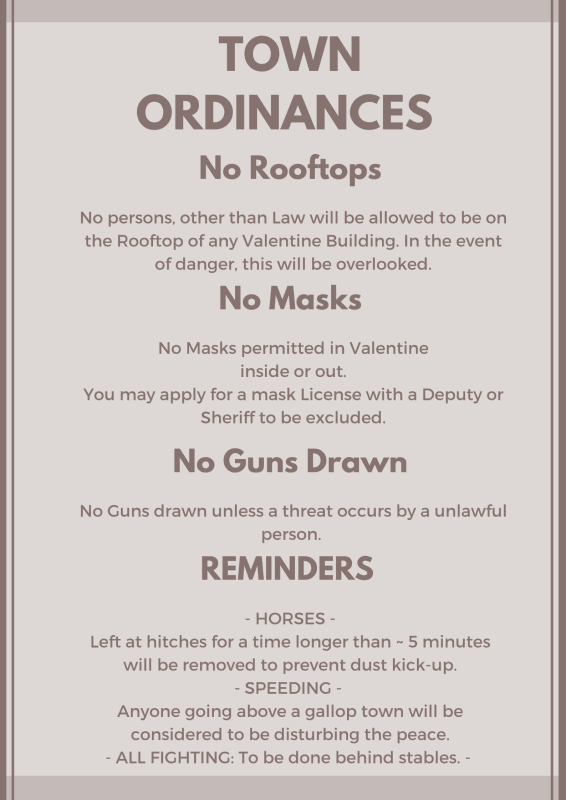 TOWN
ORDINANCES
No Rooftops
No persons, other than Law will be allowed to be on
the Rooftop of any Valentine Building. In the event
of danger, this will be overlooked.
No Masks
No Masks permitted in Valentine
inside or out.
You may apply for a mask License with a Deputy or
Sheriff to be excluded.
No Guns Drawn
No Guns drawn unless a threat occurs by a unlawful
person.
REMINDERS
- HORSES -
Left at hitches for a time longer than ~ 5 minutes
will be removed to prevent dust kick-up.
- SPEEDING -
Anyone going above a gallop town will be
considered to be disturbing the peace.
- ALL FIGHTING: To be done behind stables. -